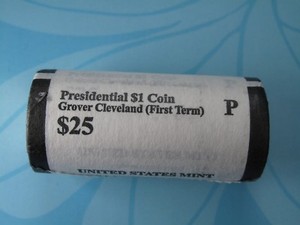 Presidential $1 Coin
Grover Cleveland (First Term)
P
$25
UNITED STATES MINT